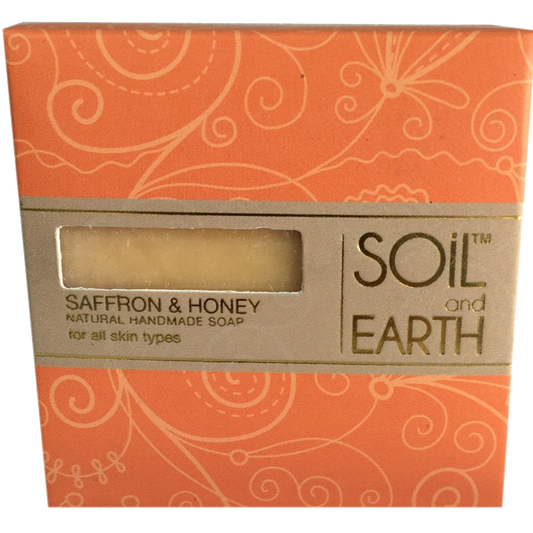 SAFFRON & HONEY
NATURAL HANDMADE SOAP
for all skin types
SOiL™
and
EARTH